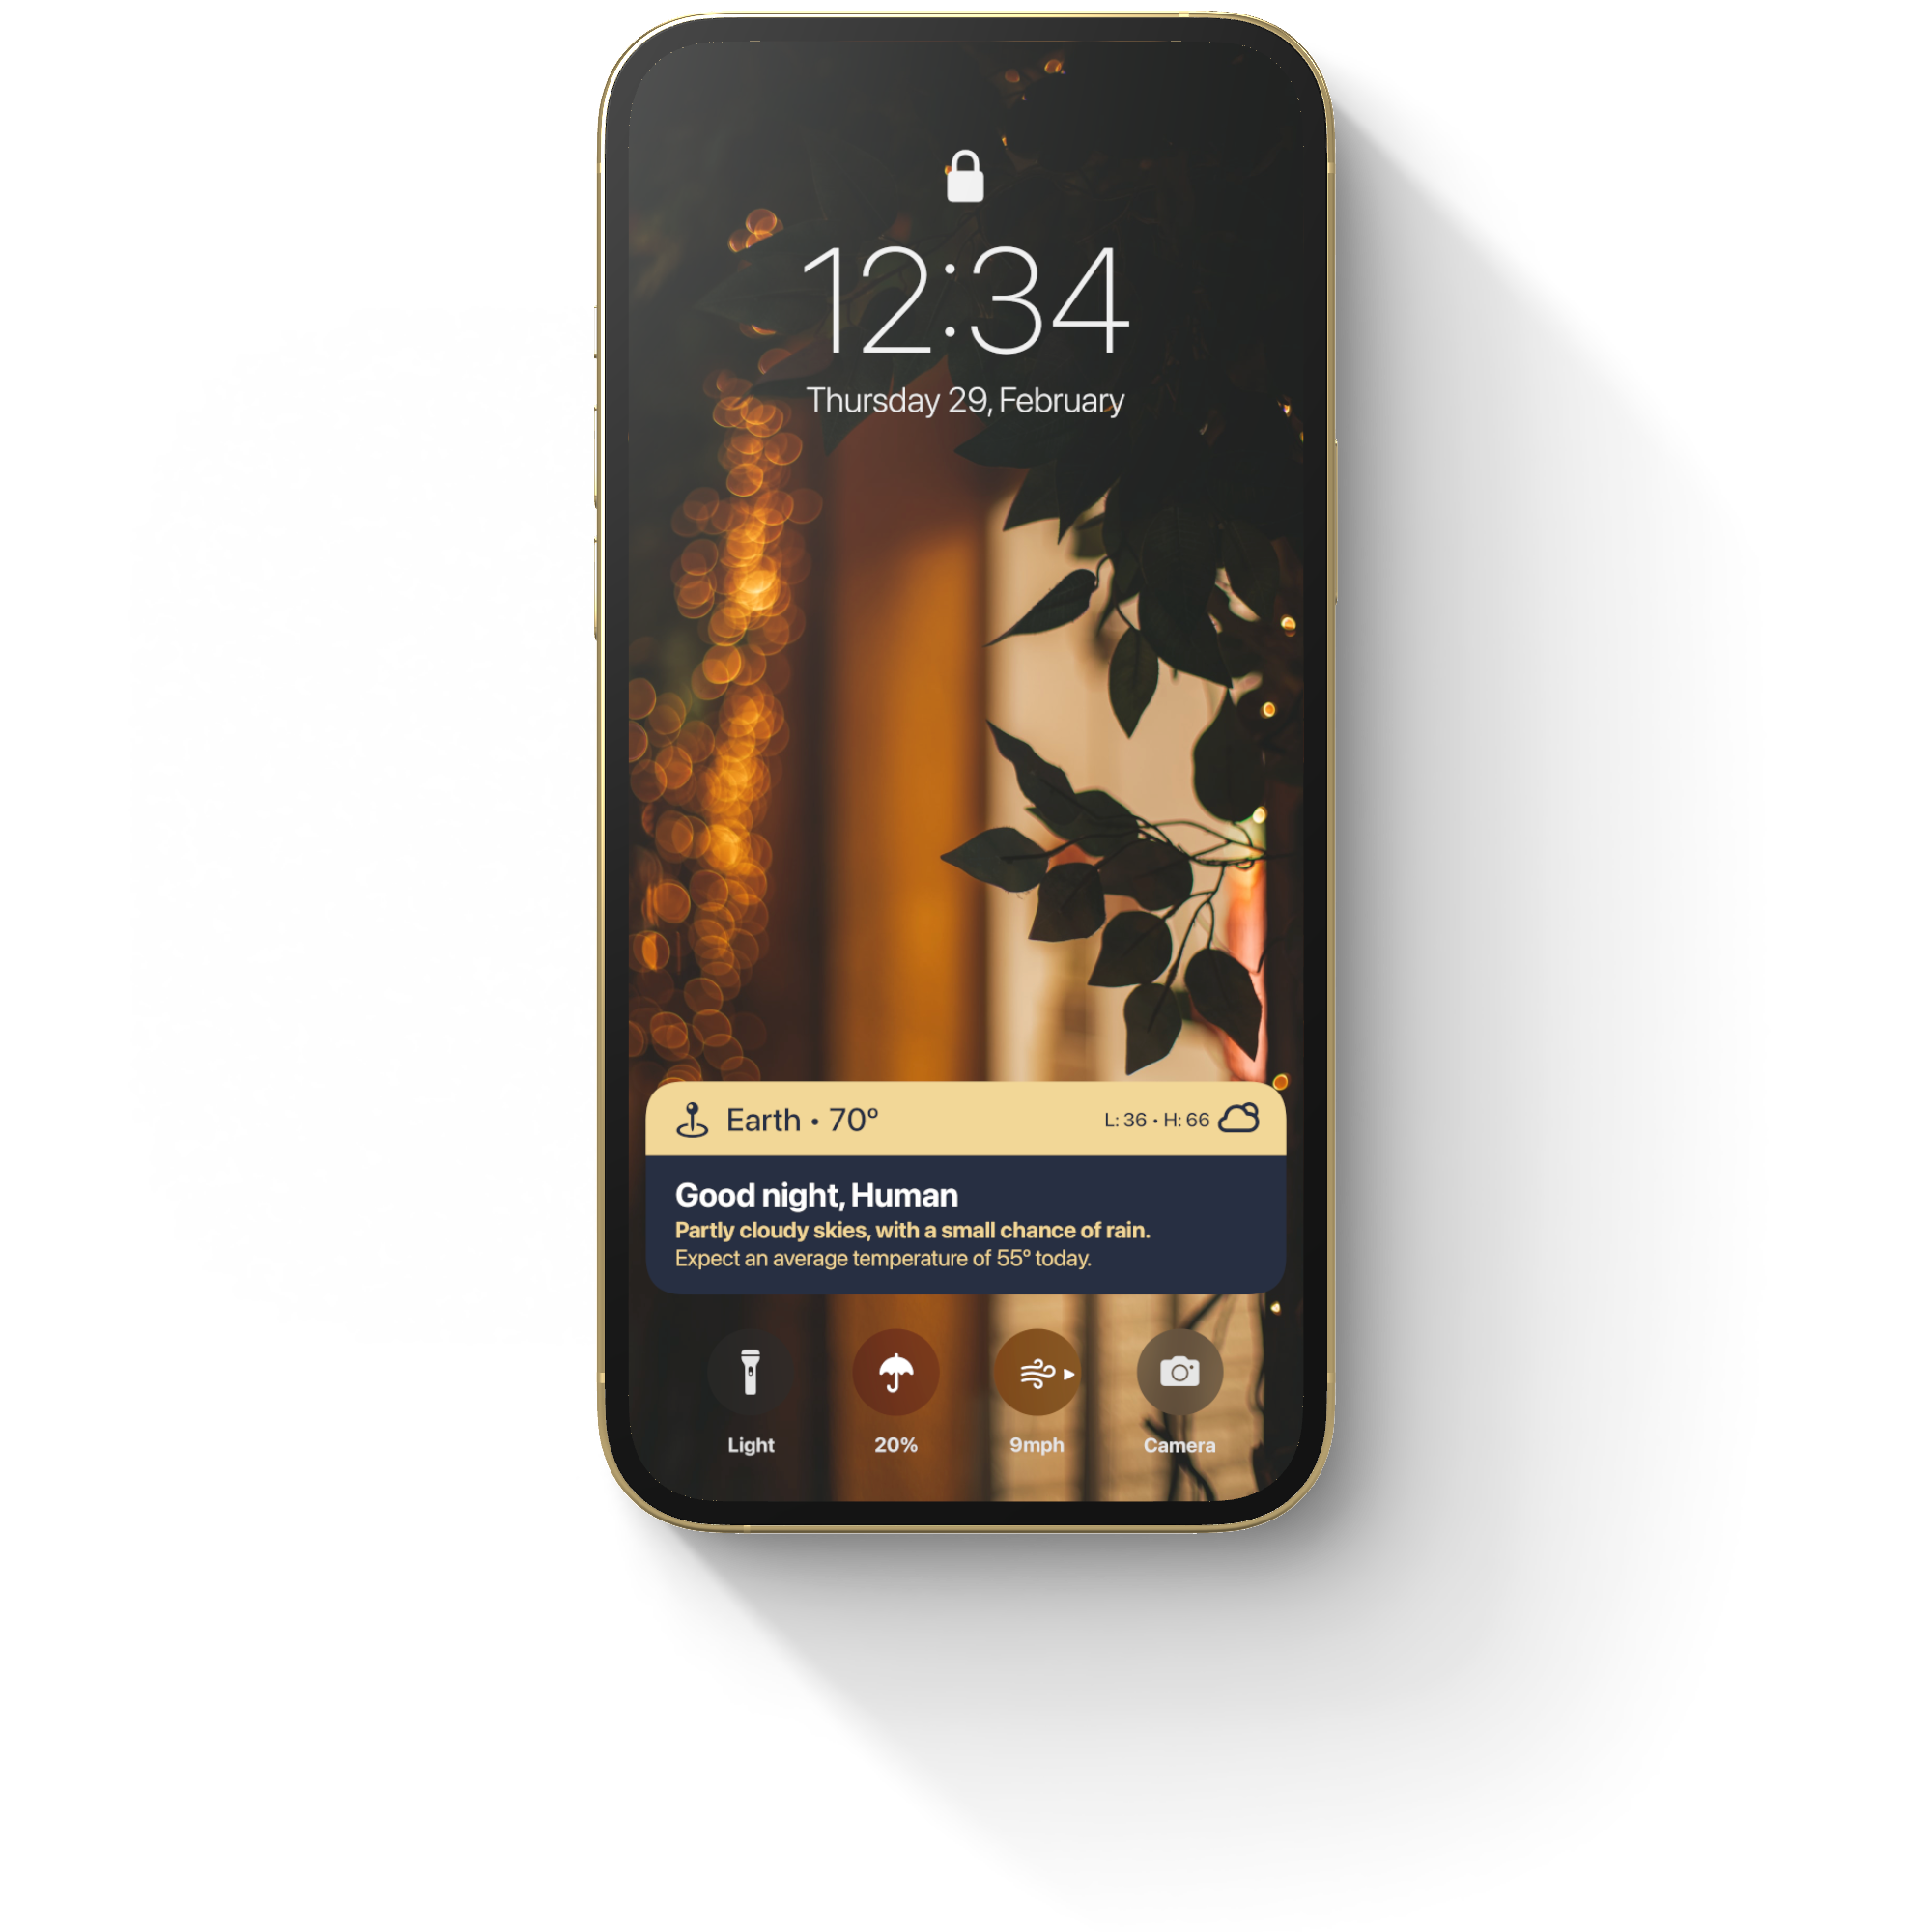 12:34
Thursday 29, February
Earth • 70°
L: 36 • H: 66
Good night, Human
Partly cloudy skies, with a small chance of rain.
Expect an average temperature of 55° today.
Light
20%
9mph
Camera